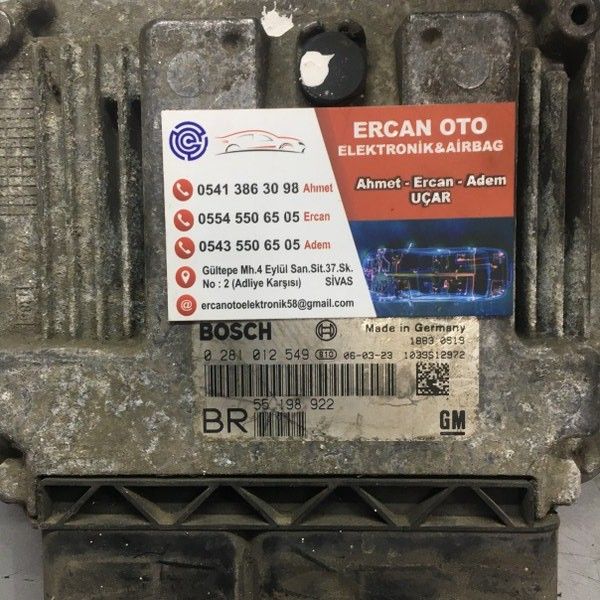 ERCAN OTO
ELEKTRONİK&AİRBAG
Ahmet - Ercan - Adem
UÇAR
0541 386 30 98 Ahmet
0554 550 65 05 Ercan
0543 550 65 05 Adem
Gültepe Mh.4 Eylül San.Sit.37.Sk.
No : 2 (Adliye Karşısı) SİVAS
ercanotoelektronik58@gmail.com
BOSCH
Made in Germany
1883 0519
0 281 012 549 810 06-03-23 1039S12972
55 198 922
BR
GM